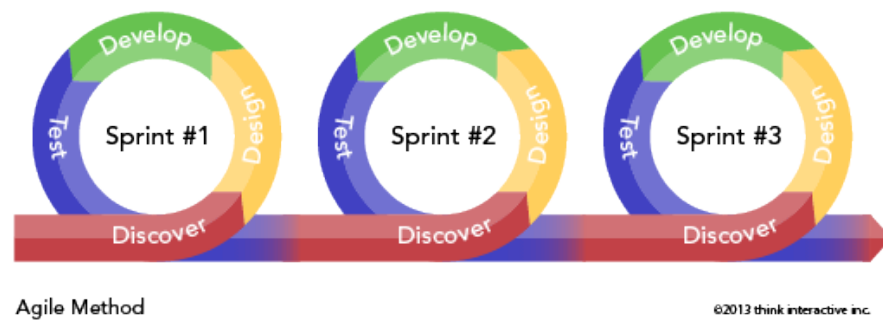 Develop
Design
Test
Sprint #1
Discover
Develop
Design
Test
Sprint #2
Discover
Develop
Design
Test
Sprint #3
Discover
Agile Method
©2013 think interactive inc.